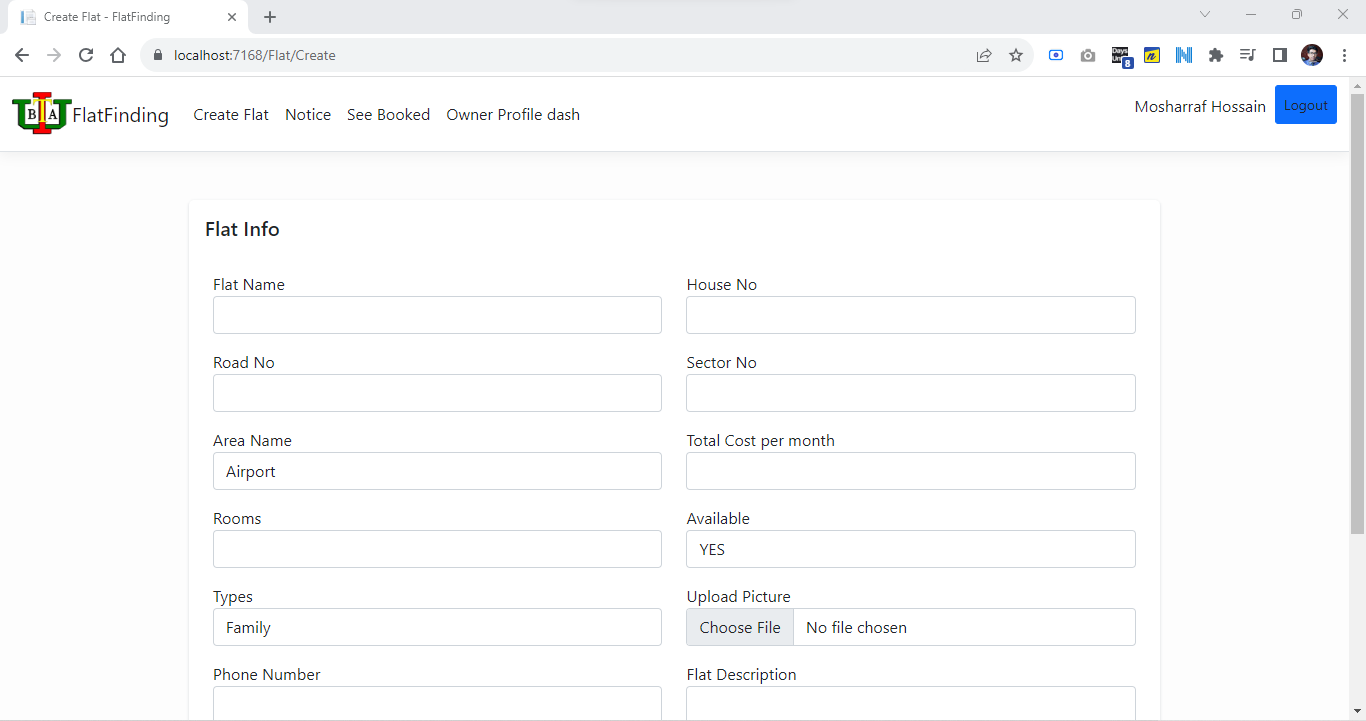 Create Flat - FlatFinding
localhost:7168/Flat/Create
8
BTA FlatFinding Create Flat Notice See Booked Owner Profile dash Mosharraf Hossain Logout
Flat Info
Flat Name House No
Road No Sector No
Area Name Total Cost per month
Airport
Rooms Available
YES
Types Upload Picture
Family Choose File No file chosen
Phone Number Flat Description